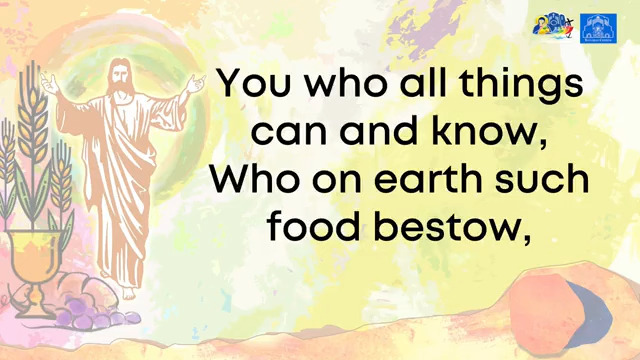 You who all things
can and know,
Who on earth such
food bestow,